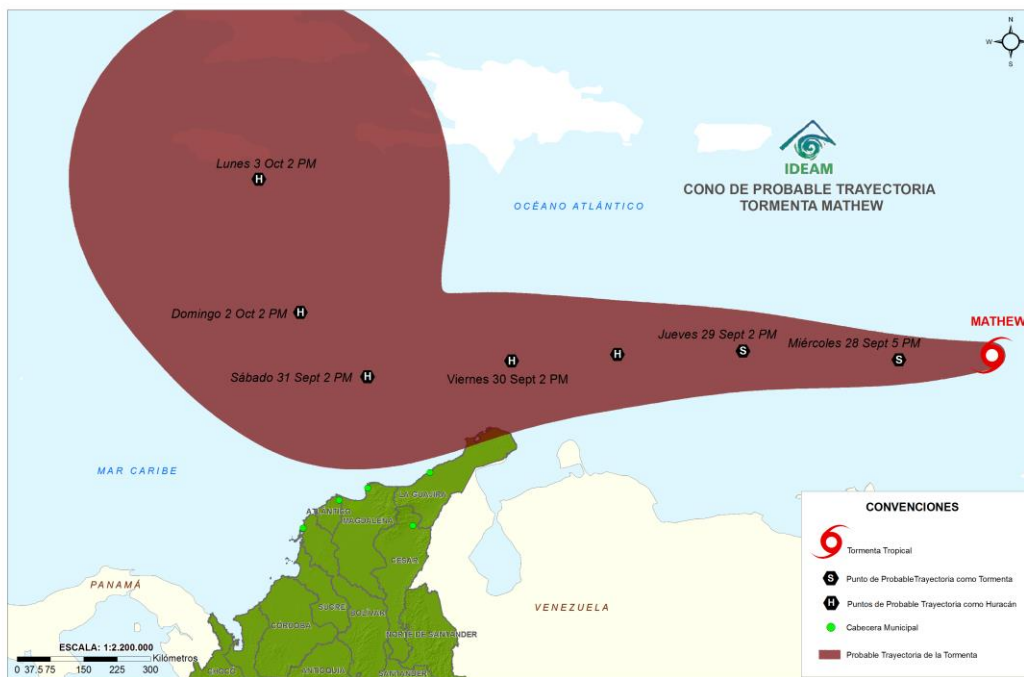 N
W
S
IDEAM
CONO DE PROBABLE TRAYECTORIA
TORMENTA MATHEW
Lunes 3 Oct 2 PM
H
OCÉANO ATLÁNTICO
Domingo 2 Oct 2 PM
H
MATHEW
Jueves 29 Sept 2 PM
S
Miércoles 28 Sept 5 PM
S
H
H
Viernes 30 Sept 2 PM
Sábado 31 Sept 2 PM
H
MAR CARIBE
LA GUAJIRA
ATLÁNTICO
MAGDALENA
CESAR
PANAMÁ
VENEZUELA
SUCRE
BOLÍVAR
CÓRDOBA
NORTE DE SANTANDER
CHOCÓ
ANTIOQUIA
SANTANDER
ESCALA: 1:2.200.000
Kilómetros
0 37,5 75 150 225 300
CONVENCIONES
Tormenta Tropical
S Punto de ProbableTrayectoria como Tormenta
H Puntos de Probable Trayectoria como Huracán
Cabecera Municipal
Probable Trayectoria de la Tormenta